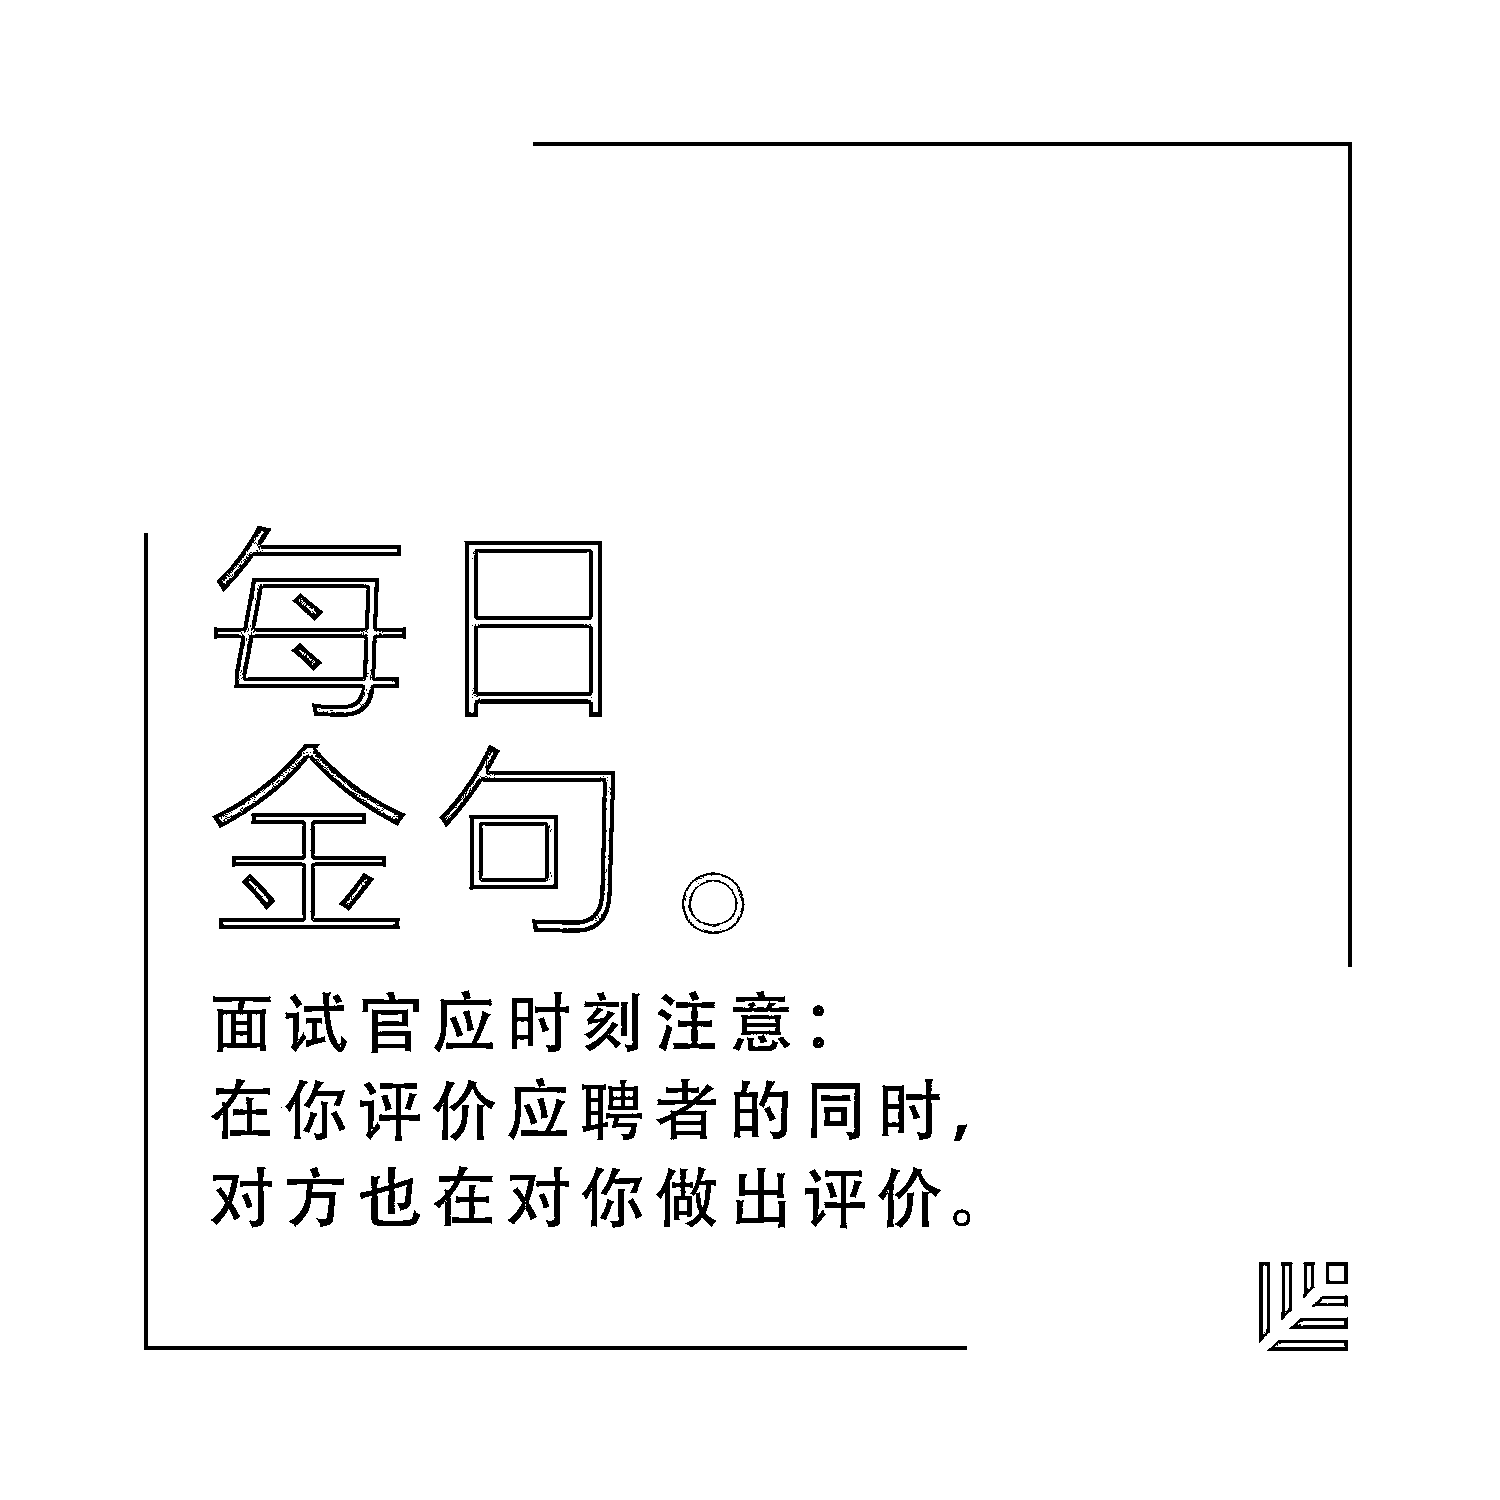 每日
金句。
面试官应时刻注意：
在你评价应聘者的同时，
对方也在对你做出评价。